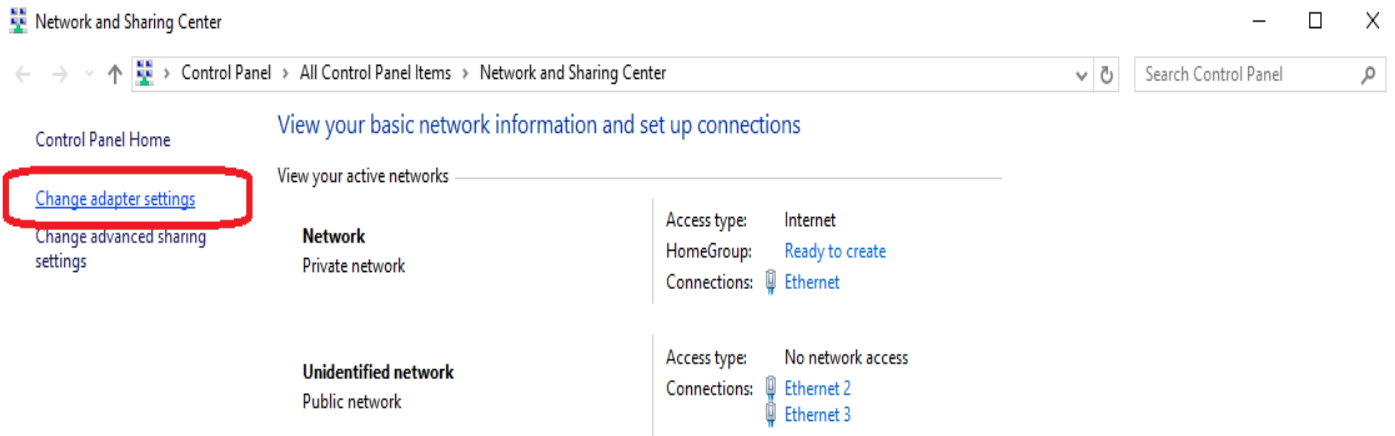 Network and Sharing Center
Control Panel > All Control Panel Items > Network and Sharing Center
Search Control Panel
Control Panel Home
Change adapter settings
Change advanced sharing
settings
View your basic network information and set up connections
View your active networks
Network
Private network
Access type: Internet
HomeGroup: Ready to create
Connections: Ethernet
Unidentified network
Public network
Access type: No network access
Connections: Ethernet 2
Ethernet 3